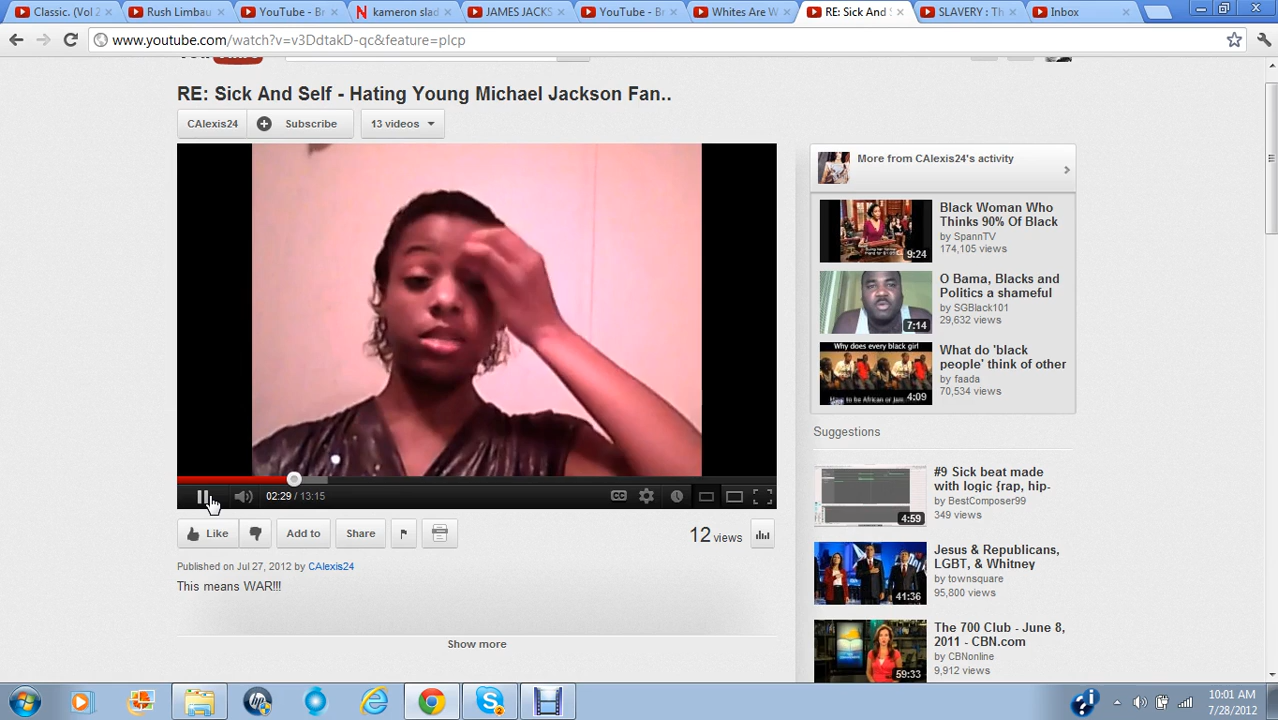 Classic. (Vol 2
Rush Limbau
YouTube - Br
kameron slad
JAMES JACKS
YouTube - Br
Whites Are W
RE: Sick And S
SLAVERY : Th
Inbox
www.youtube.com/watch?v=v3DdtakD-qc&feature=plcp
RE: Sick And Self - Hating Young Michael Jackson Fan..
CAlexis24
Subscribe
13 videos
More from CAlexis24's activity
Black Woman Who
Thinks 90% Of Black
by SpannTV
174,105 views
9:24
O Bama, Blacks and
Politics a shameful
by SGBlack101
29,632 views
7:14
Why does every black girl
What do 'black
people' think of other
by faada
70,534 views
4:09
Suggestions
#9 Sick beat made
with logic {rap, hip-
by BestComposer99
349 views
4:59
Jesus & Republicans,
LGBT, & Whitney
by townsquare
95,800 views
41:36
The 700 Club - June 8,
2011 - CBN.com
by CBNonline
9,912 views
59:33
02:29 / 13:15
CC
Like
Add to
Share
12 views
Published on Jul 27, 2012 by CAlexis24
This means WAR!!!
Show more
10:01 AM
7/28/2012